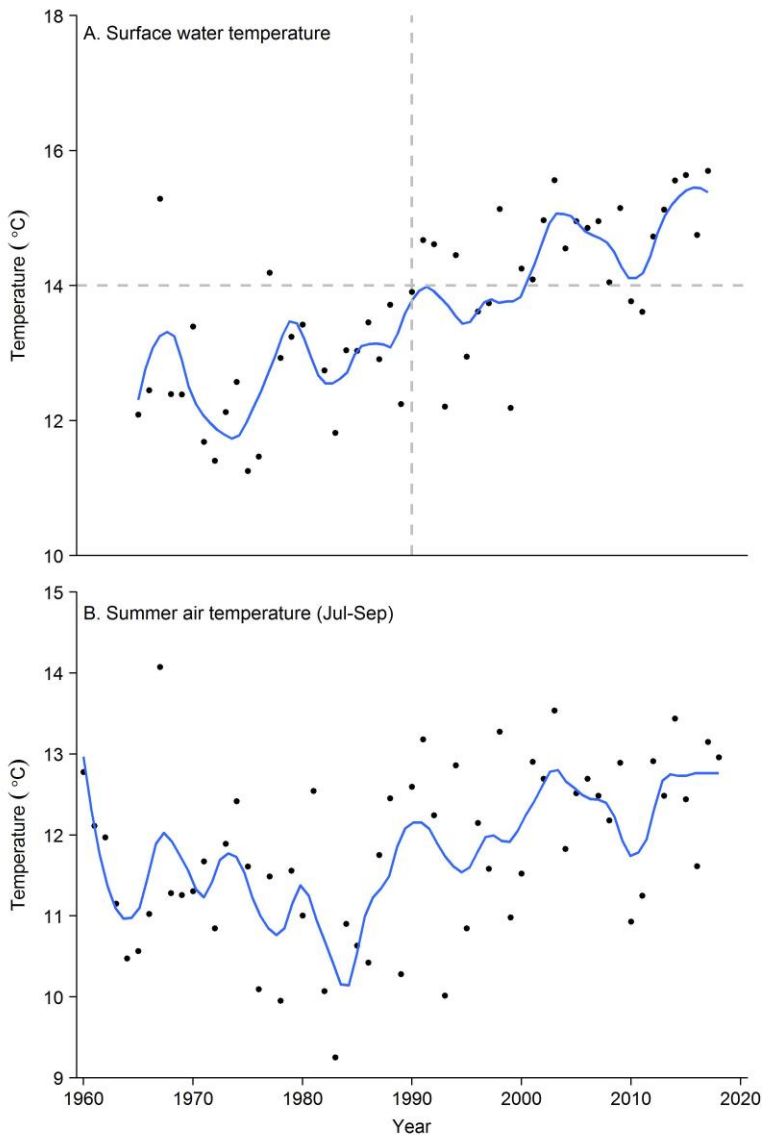 18
A. Surface water temperature
16
14
12
10
Temperature ( °C)
15
B. Summer air temperature (Jul-Sep)
14
13
12
11
10
9
Temperature ( °C)
1960 1970 1980 1990 2000 2010 2020
Year